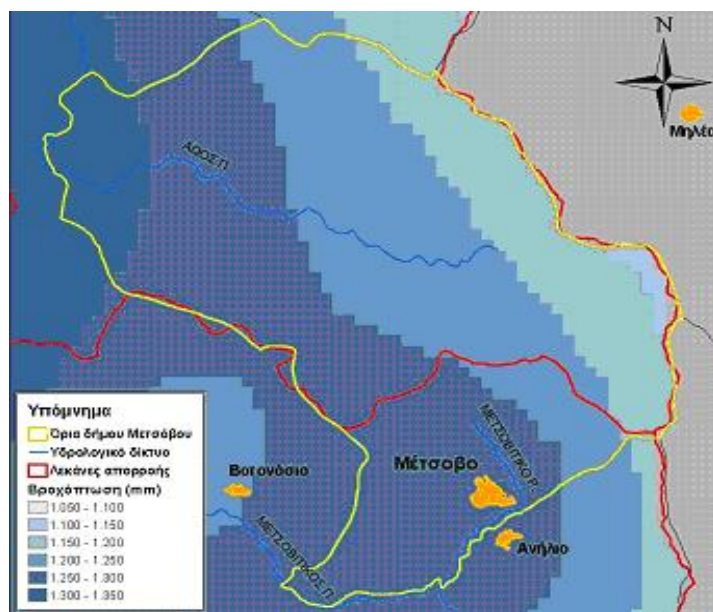 N
Μηλέα
ΑΩΟΣ Π.
ΜΕΤΣΟΒΙΤΙΚΟ Ρ.
Μέτσοβο
Βοτονόσιο
Ανήλιο
ΜΕΤΣΟΒΙΤΙΚΟΣ Π.
Υπόμνημα
Όρια δήμου Μετσόβου
Υδρολογικό δίκτυο
Λεκάνες απορροής
Βροχόπτωση (mm)
1.050 - 1.100
1.100 - 1.150
1.150 - 1.200
1.200 - 1.250
1.250 - 1.300
1.300 - 1.350